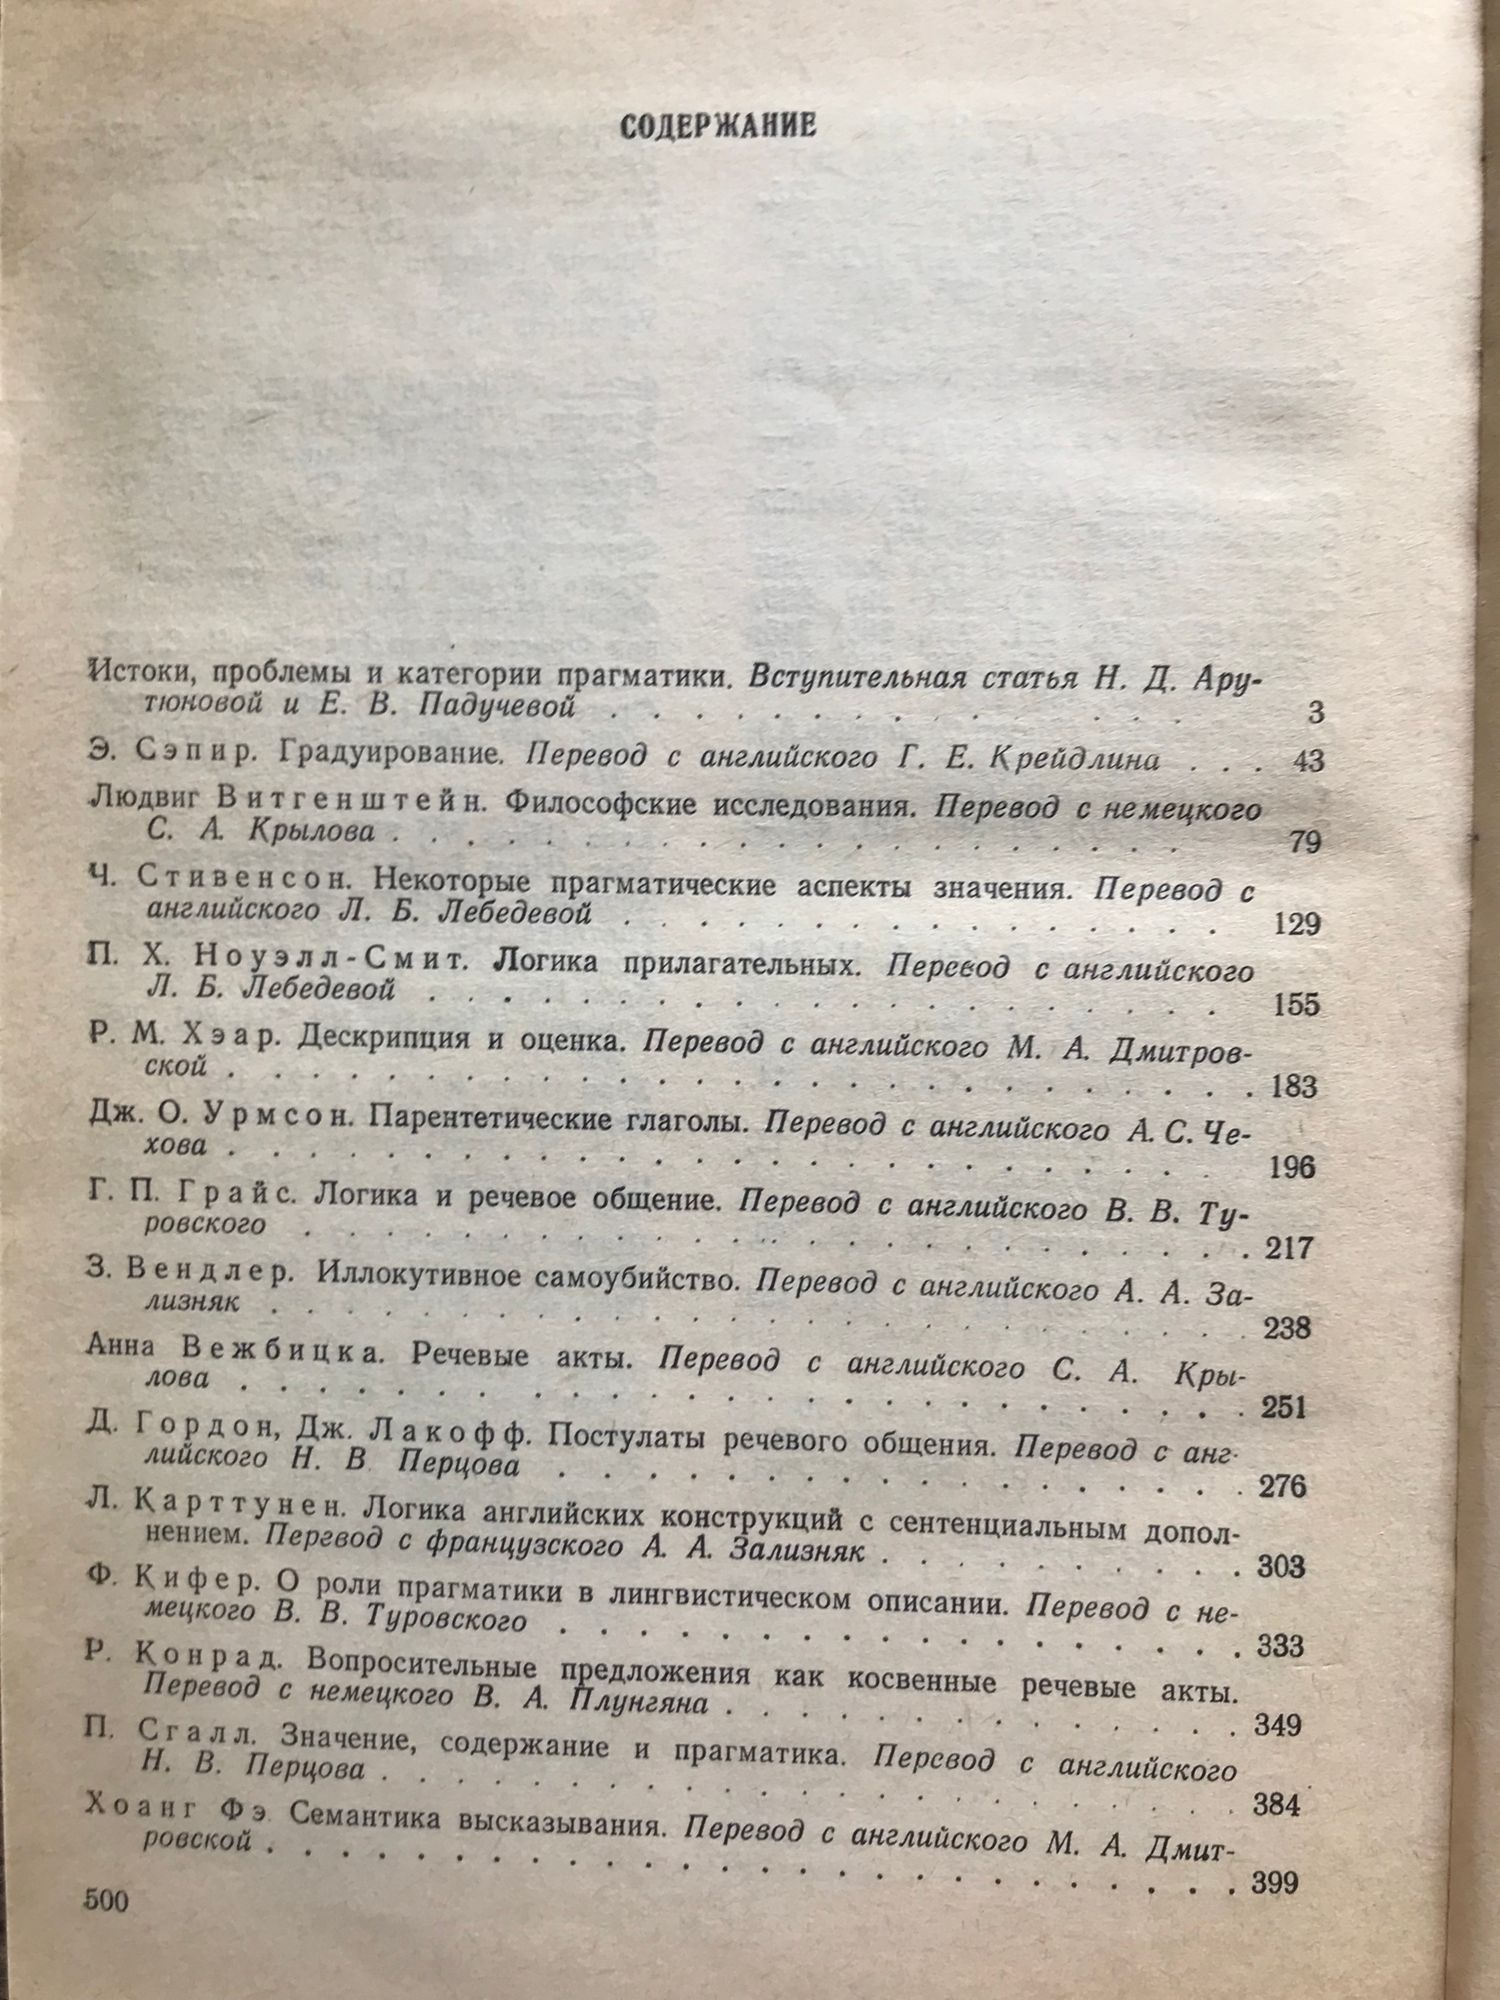 СОДЕРЖАНИЕ
Истоки, проблемы и категории прагматики. Вступительная статья Н. Д. Ару-
тюновой и Е. В. Падучевой . . . . . . . . . . . . . . . 3
Э. Сэпир. Градуирование. Перевод с английского Г. Е. Крейдлина . . . 43
Людвиг Витгенштейн. Философские исследования. Перевод с немецкого
С. А. Крылова . . . . . . . . . . . . . . . . . . . . . 79
Ч. Стивенсон. Некоторые прагматические аспекты значения. Перевод с
английского Л. Б. Лебедевой . . . . . . . . . . . . . . . 129
П. Х. Ноуэлл-Смит. Логика прилагательных. Перевод с английского
Л. Б. Лебедевой . . . . . . . . . . . . . . . . . . . . 155
Р. М. Хэар. Дескрипция и оценка. Перевод с английского М. А. Дмитров-
ской . . . . . . . . . . . . . . . . . . . . . . . . . 183
Дж. О. Урмсон. Парентетические глаголы. Перевод с английского А. С. Че-
хова . . . . . . . . . . . . . . . . . . . . . . . . . 196
Г. П. Грайс. Логика и речевое общение. Перевод с английского В. В. Ту-
ровского . . . . . . . . . . . . . . . . . . . . . . . 217
З. Вендлер. Иллокутивное самоубийство. Перевод с английского А. А. За-
лизняк . . . . . . . . . . . . . . . . . . . . . . . . 238
Анна Вежбицка. Речевые акты. Перевод с английского С. А. Кры-
лова . . . . . . . . . . . . . . . . . . . . . . . . . 251
Д. Гордон, Дж. Лакофф. Постулаты речевого общения. Перевод с анг-
лийского Н. В. Перцова . . . . . . . . . . . . . . . . . 276
Л. Карттунен. Логика английских конструкций с сентенциальным допол-
нением. Перевод с французского А. А. Зализняк . . . . . . . . . 303
Ф. Кифер. О роли прагматики в лингвистическом описании. Перевод с не-
мецкого В. В. Туровского . . . . . . . . . . . . . . . . . 333
Р. Конрад. Вопросительные предложения как косвенные речевые акты.
Перевод с немецкого В. А. Плунгяна . . . . . . . . . . . . . 349
П. Сгалл. Значение, содержание и прагматика. Перевод с английского
Н. В. Перцова . . . . . . . . . . . . . . . . . . . . . 384
Хоанг Фэ. Семантика высказывания. Перевод с английского М. А. Дмит-
ровской . . . . . . . . . . . . . . . . . . . . . . . . 399
500